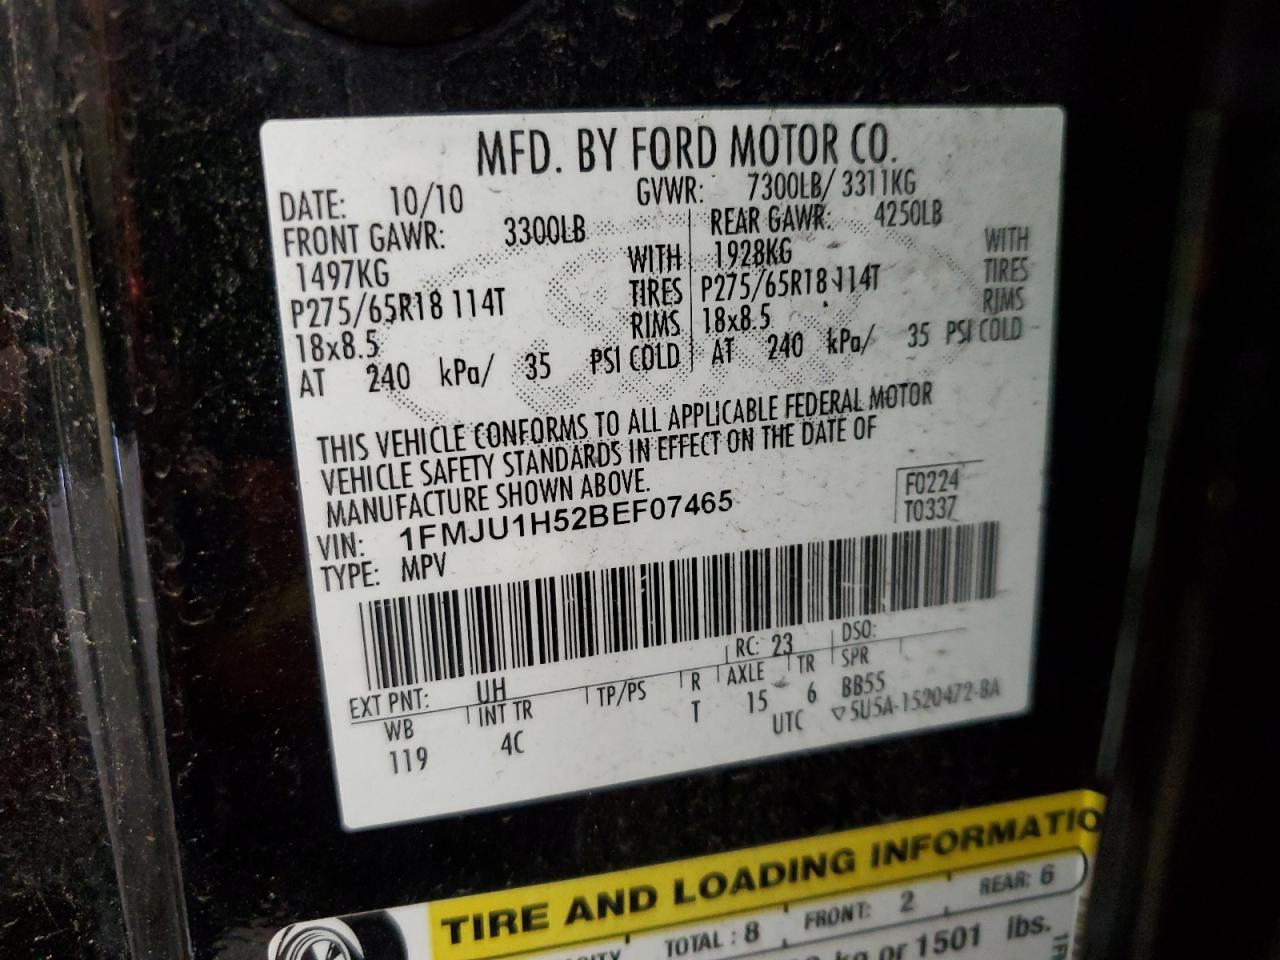 MFD. BY FORD MOTOR CO.
DATE: 10/10 GVWR: 7300LB/ 3311KG
FRONT GAWR: 3300LB REAR GAWR: 4250LB
1497KG WITH 1928KG WITH
P275/65R18 114T TIRES P275/65R18 114T TIRES
18x8.5 RIMS 18x8.5 RIMS
AT 240 kPa/ 35 PSI COLD AT 240 kPa/ 35 PSI COLD
THIS VEHICLE CONFORMS TO ALL APPLICABLE FEDERAL MOTOR
VEHICLE SAFETY STANDARDS IN EFFECT ON THE DATE OF
MANUFACTURE SHOWN ABOVE.
VIN: 1FMJU1H52BEF07465 F0224
TYPE: MPV T0337
EXT PNT: UH RC: 23 DSO:
WB INT TR TP/PS R AXLE TR SPR
119 4C T 15 6 BB55
UTC ▽5U5A-1520472-BA
TIRE AND LOADING INFORMATIO
TOTAL : 8 FRONT: 2 REAR: 6
kg or 1501 lbs.